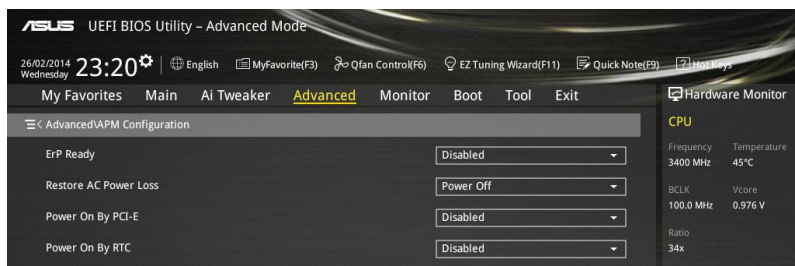 ASUS UEFI BIOS Utility – Advanced Mode
26/02/2014 Wednesday 23:20 English MyFavorite(F3) Qfan Control(F6) EZ Tuning Wizard(F11) Quick Note(F9) ? Hot Keys
My Favorites Main Ai Tweaker Advanced Monitor Boot Tool Exit Hardware Monitor
< Advanced\APM Configuration
CPU
ErP Ready Disabled
Frequency Temperature
3400 MHz 45°C
Restore AC Power Loss Power Off
BCLK Vcore
100.0 MHz 0.976 V
Power On By PCI-E Disabled
Ratio
34x
Power On By RTC Disabled